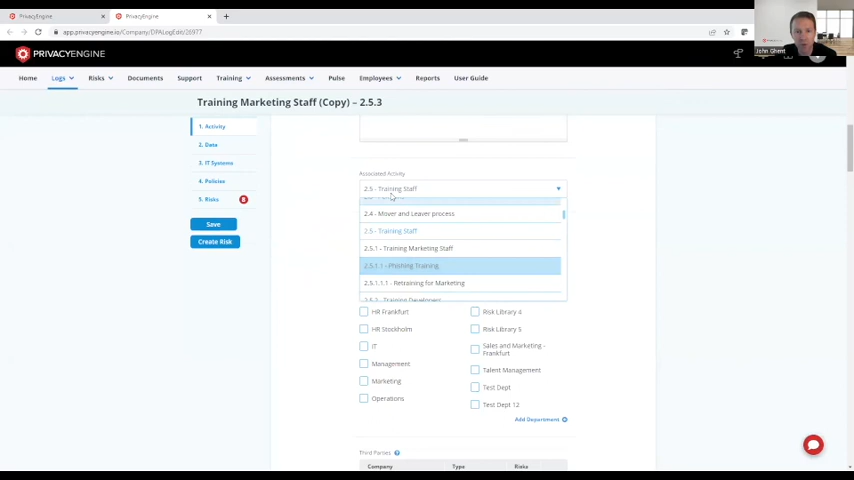 PrivacyEngine
PrivacyEngine
app.privacyengine.io/Company/DPALogEdit/26977
John Ghent
PRIVACYENGINE
Home Logs Risks Documents Support Training Assessments Pulse Employees Reports User Guide
Training Marketing Staff (Copy) – 2.5.3
1. Activity
2. Data
3. IT Systems
4. Policies
5. Risks 8
Save
Create Risk
Associated Activity
2.5 - Training Staff
2.4 - Mover and Leaver process
2.5 - Training Staff
2.5.1 - Training Marketing Staff
2.5.1.1 - Phishing Training
2.5.1.1.1 - Retraining for Marketing
2.5.2 - Training Developers
HR Frankfurt
HR Stockholm
IT
Management
Marketing
Operations
Risk Library 4
Risk Library 5
Sales and Marketing -
Frankfurt
Talent Management
Test Dept
Test Dept 12
Add Department
Third Parties
Company Type Risks